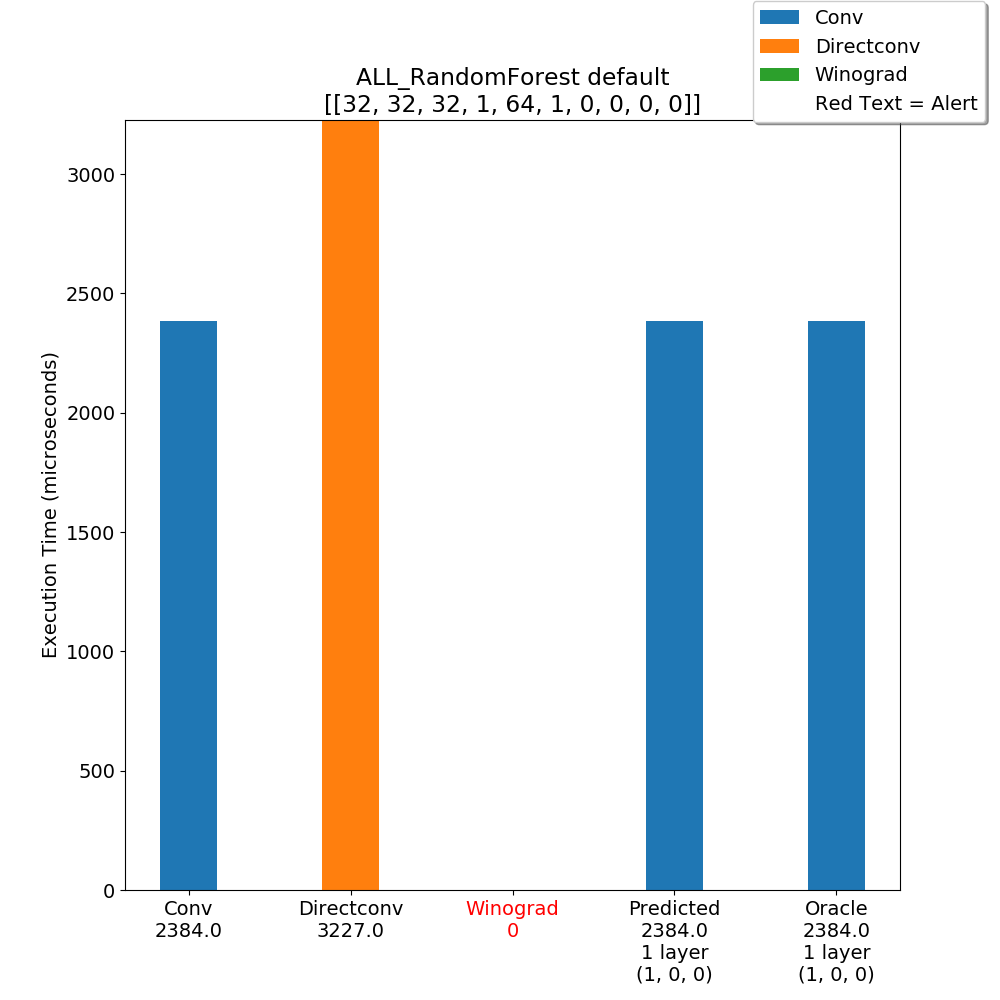 Conv
Directconv
Winograd
Red Text = Alert
ALL_RandomForest default
[[32, 32, 32, 1, 64, 1, 0, 0, 0, 0]]
Execution Time (microseconds)
3000
2500
2000
1500
1000
500
0
Conv
2384.0
Directconv
3227.0
Winograd
0
Predicted
2384.0
1 layer
(1, 0, 0)
Oracle
2384.0
1 layer
(1, 0, 0)